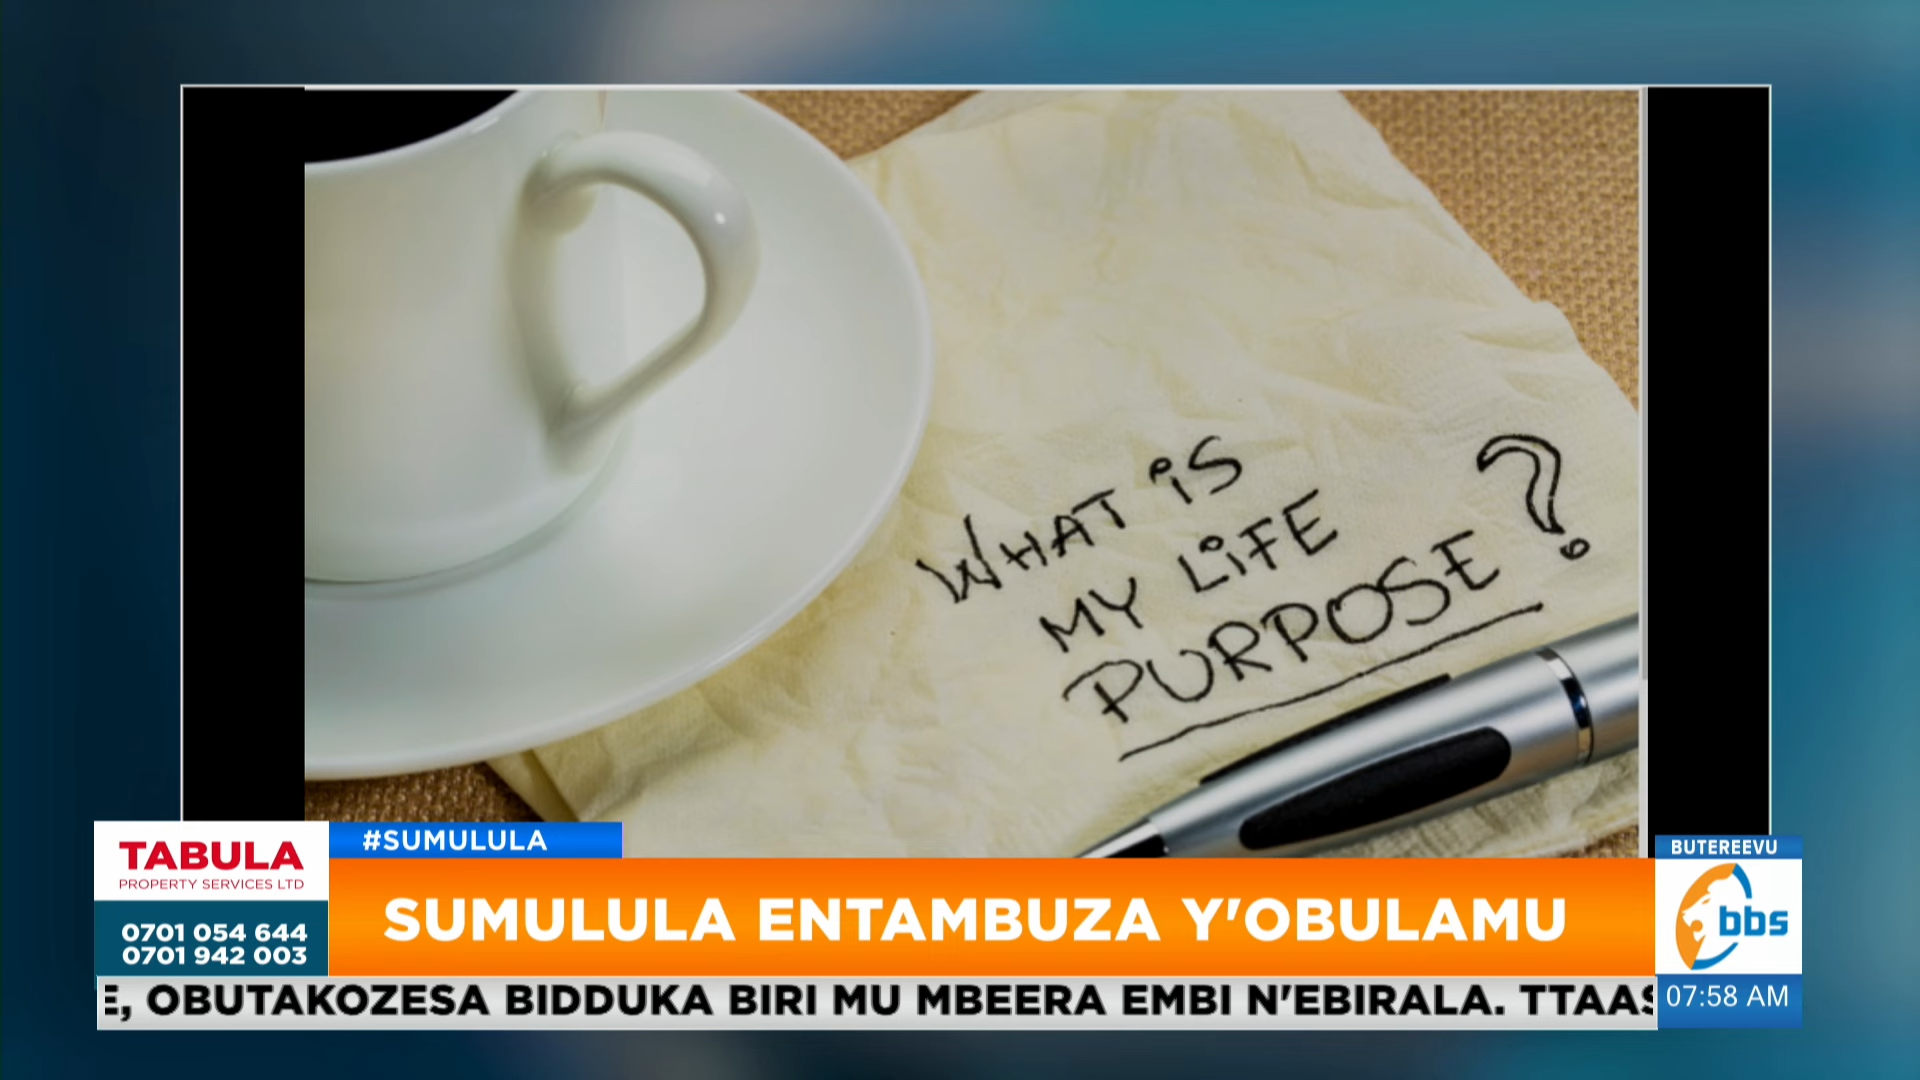 WHAT IS
MY LIFE
PURPOSE?
TABULA
PROPERTY SERVICES LTD
0701 054 644
0701 942 003
#SUMULULA
SUMULULA ENTAMBUZA Y'OBULAMU
BUTEREEVU
bbs
07:58 AM
E, OBUTAKOZESA BIDDUKA BIRI MU MBEERA EMBI N'EBIRALA. TTAAS